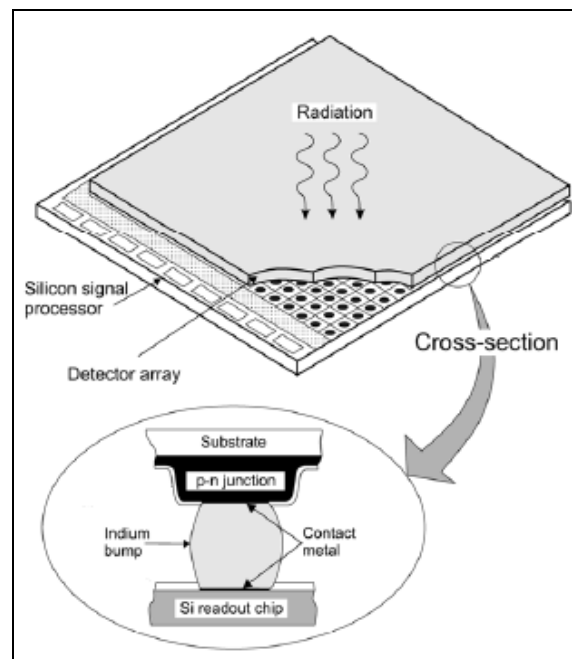 Radiation
Silicon signal
processor
Detector array
Cross-section
Substrate
p-n junction
Indium
bump
Contact
metal
Si readout chip